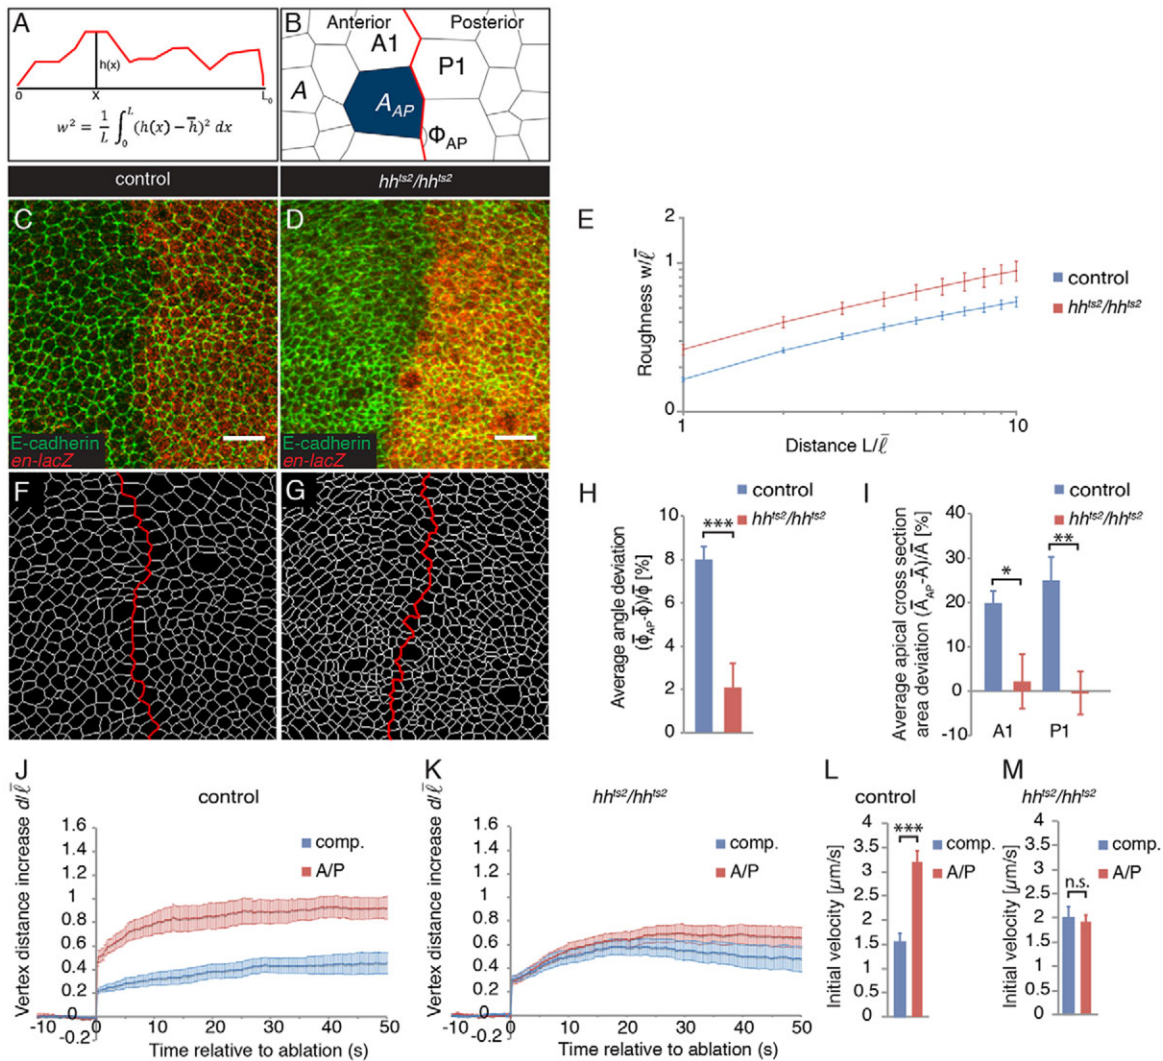 A
h(x)
0
X
L₀
w² = 1/L ∫₀ᴸ (h(x) − h̄)² dx
B
Anterior
Posterior
A1
P1
A
A_AP
Φ_AP
control
hh^ts2/hh^ts2
C
E-cadherin
en-lacZ
D
E-cadherin
en-lacZ
E
Roughness w/ℓ̄
2
1
0
1
10
Distance L/ℓ̄
control
hh^ts2/hh^ts2
F
G
H
control
hh^ts2/hh^ts2
Average angle deviation
(Φ̄_AP-Φ̄)/Φ̄ [%]
10
8
6
4
2
0
***
I
control
hh^ts2/hh^ts2
Average apical cross section
area deviation (Ā_AP-Ā)/Ā [%]
40
30
20
10
0
-10
*
**
A1
P1
J
control
Vertex distance increase d/ℓ̄
1.6
1.4
1.2
1
0.8
0.6
0.4
0.2
0
-0.2
comp.
A/P
-10
0
10
20
30
40
50
Time relative to ablation (s)
K
hh^ts2/hh^ts2
Vertex distance increase d/ℓ̄
1.6
1.4
1.2
1
0.8
0.6
0.4
0.2
0
-0.2
comp.
A/P
-10
0
10
20
30
40
50
Time relative to ablation (s)
L
control
Initial velocity [µm/s]
4
3.5
3
2.5
2
1.5
1
0.5
0
***
comp.
A/P
M
hh^ts2/hh^ts2
Initial velocity [µm/s]
4
3.5
3
2.5
2
1.5
1
0.5
0
n.s.
comp.
A/P